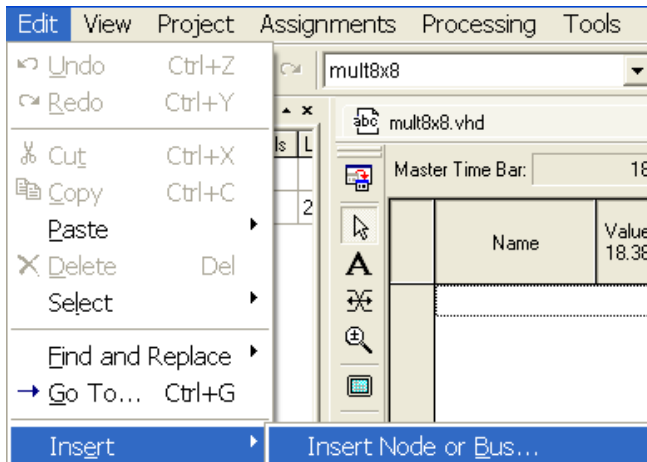 Edit View Project Assignments Processing Tools
Undo Ctrl+Z
mult8x8
Redo Ctrl+Y
mult8x8.vhd
ls L
Cut Ctrl+X
Master Time Bar: 18
Copy Ctrl+C
2
Paste
Name
Value
18.38
Delete Del
A
Select
Find and Replace
Go To... Ctrl+G
Insert
Insert Node or Bus...